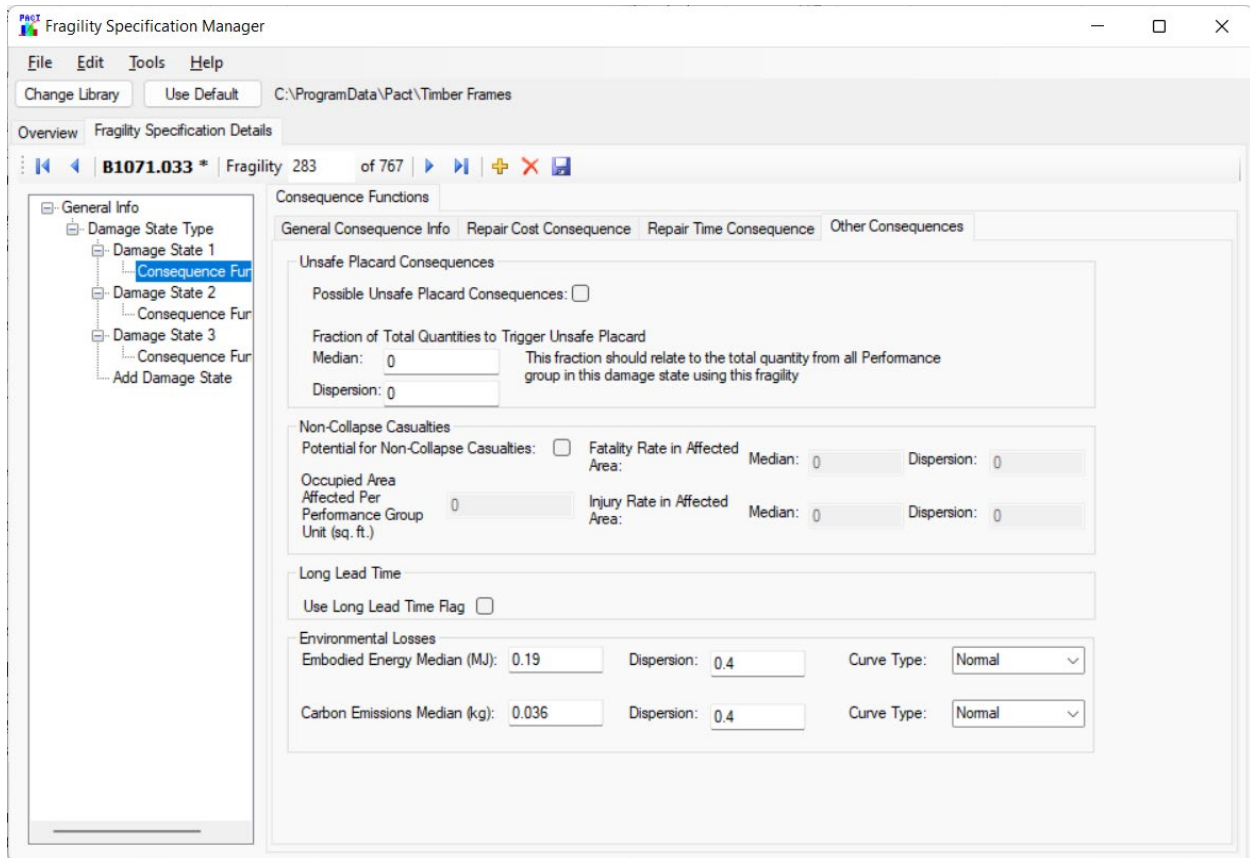 PACT
Fragility Specification Manager
File Edit Tools Help
Change Library Use Default C:\ProgramData\Pact\Timber Frames
Overview Fragility Specification Details
B1071.033 * Fragility 283 of 767
General Info
Damage State Type
Damage State 1
Consequence Fur
Damage State 2
Consequence Fur
Damage State 3
Consequence Fur
Add Damage State
Consequence Functions
General Consequence Info Repair Cost Consequence Repair Time Consequence Other Consequences
Unsafe Placard Consequences
Possible Unsafe Placard Consequences:
Fraction of Total Quantities to Trigger Unsafe Placard
Median: 0
Dispersion: 0
This fraction should relate to the total quantity from all Performance
group in this damage state using this fragility
Non-Collapse Casualties
Potential for Non-Collapse Casualties:
Occupied Area
Affected Per
Performance Group
Unit (sq. ft.)
0
Fatality Rate in Affected
Area:
Median: 0 Dispersion: 0
Injury Rate in Affected
Area:
Median: 0 Dispersion: 0
Long Lead Time
Use Long Lead Time Flag
Environmental Losses
Embodied Energy Median (MJ): 0.19 Dispersion: 0.4 Curve Type: Normal
Carbon Emissions Median (kg): 0.036 Dispersion: 0.4 Curve Type: Normal